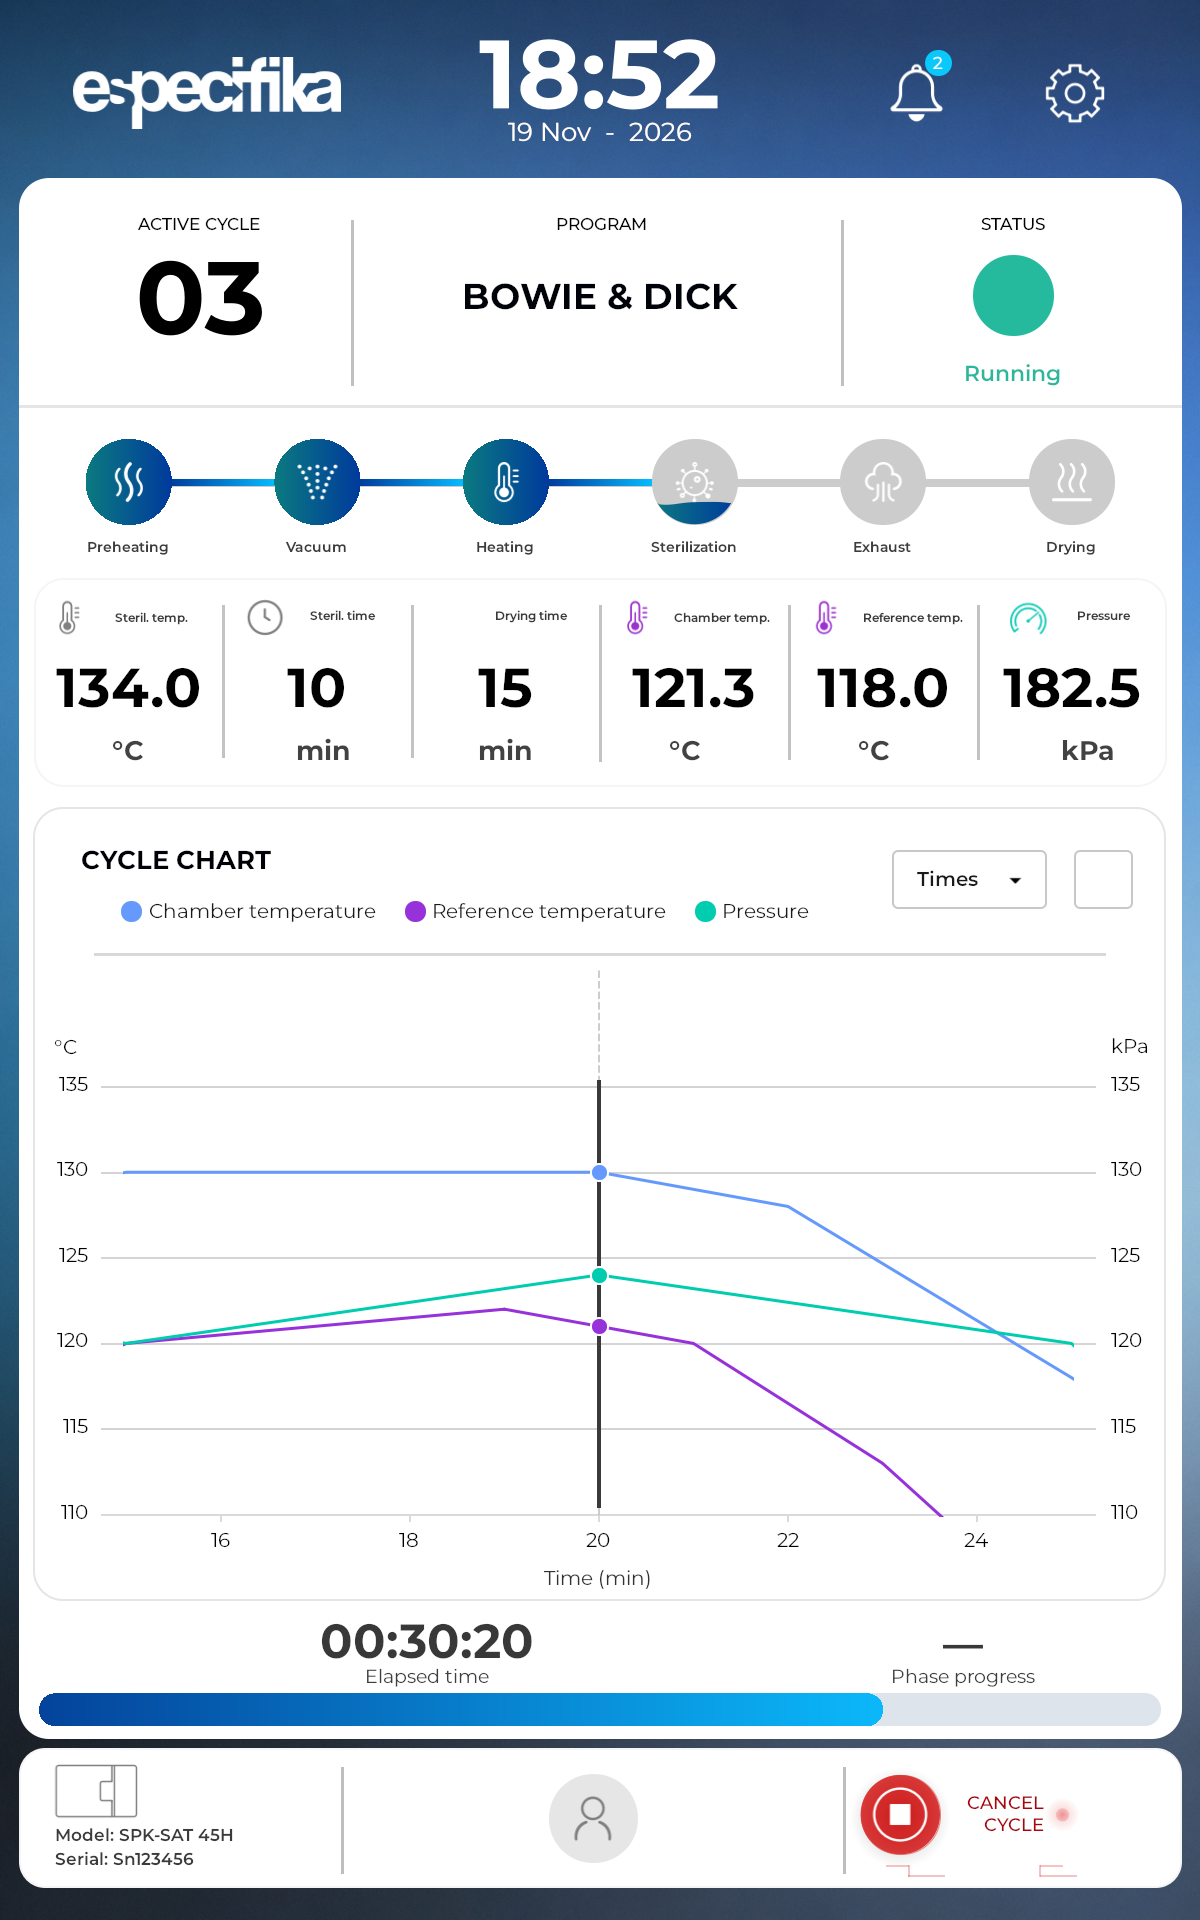 especifika
18:52
19 Nov - 2026
2
ACTIVE CYCLE
03
PROGRAM
BOWIE & DICK
STATUS
Running
Preheating
Vacuum
Heating
Sterilization
Exhaust
Drying
Steril. temp.
134.0
°C
Steril. time
10
min
Drying time
15
min
Chamber temp.
121.3
°C
Reference temp.
118.0
°C
Pressure
182.5
kPa
CYCLE CHART
Times
Chamber temperature
Reference temperature
Pressure
°C
kPa
135
135
130
130
125
125
120
120
115
115
110
110
16
18
20
22
24
Time (min)
00:30:20
Elapsed time
—
Phase progress
Model: SPK-SAT 45H
Serial: Sn123456
CANCEL
CYCLE